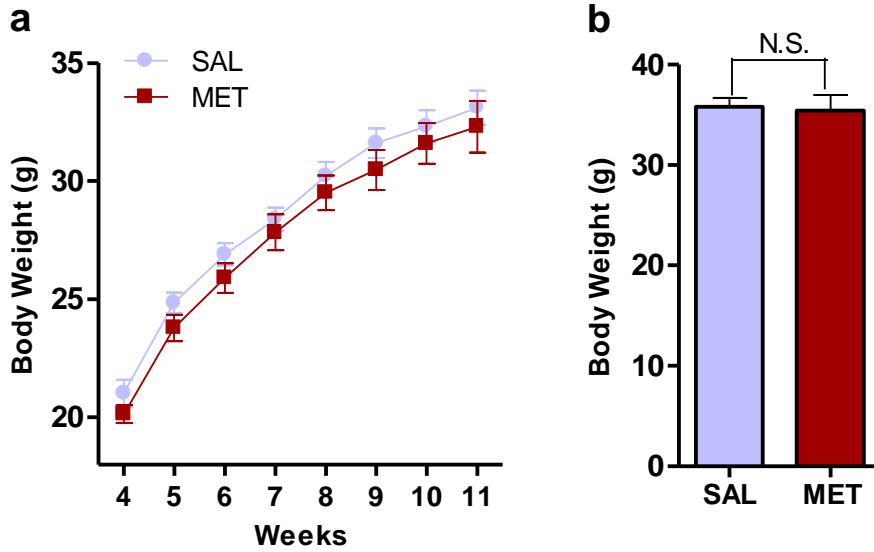 a
SAL
MET
35
30
25
20
Body Weight (g)
4 5 6 7 8 9 10 11
Weeks
b
N.S.
40
30
20
10
0
Body Weight (g)
SAL MET